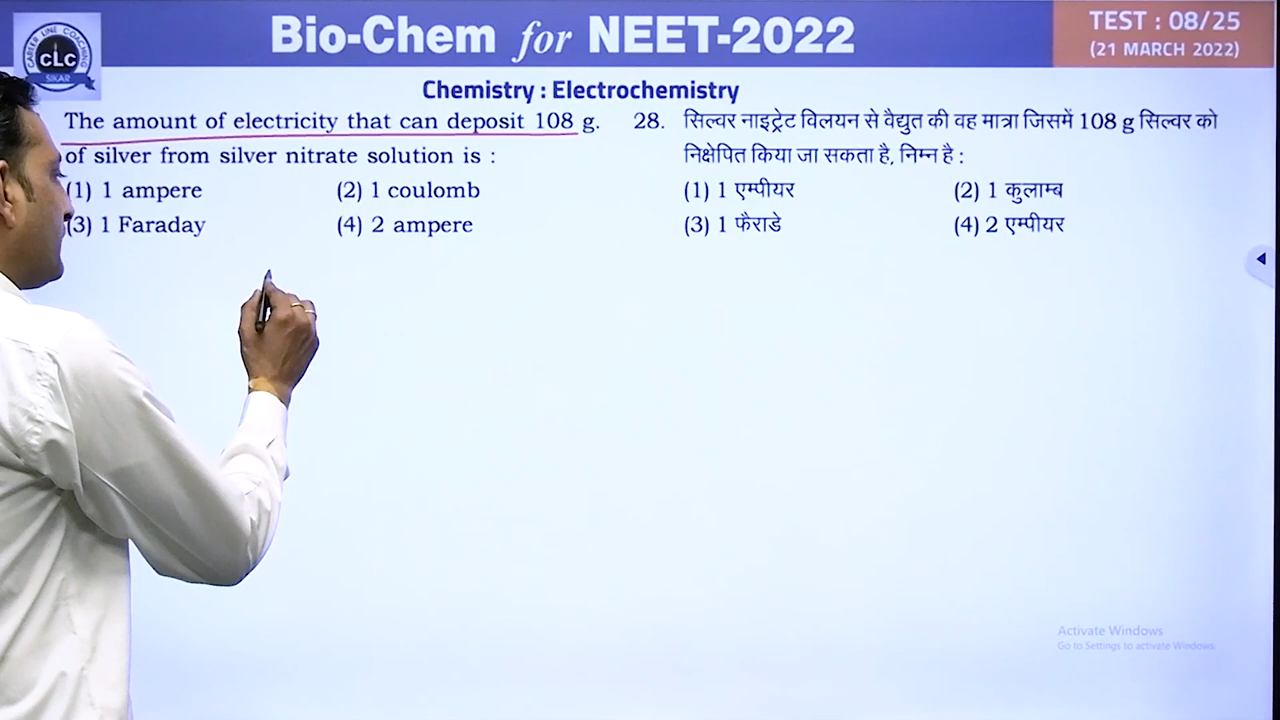 Bio-Chem for NEET-2022
TEST : 08/25
(21 MARCH 2022)
CAREER LINE COACHING
CLC
SIKAR
Chemistry : Electrochemistry
The amount of electricity that can deposit 108 g.
of silver from silver nitrate solution is :
(1) 1 ampere (2) 1 coulomb
(3) 1 Faraday (4) 2 ampere
28. सिल्वर नाइट्रेट विलयन से वैद्युत की वह मात्रा जिसमें 108 g सिल्वर को
निक्षेपित किया जा सकता है, निम्न है :
(1) 1 एम्पीयर (2) 1 कुलाम्ब
(3) 1 फैराडे (4) 2 एम्पीयर
Activate Windows
Go to Settings to activate Windows.